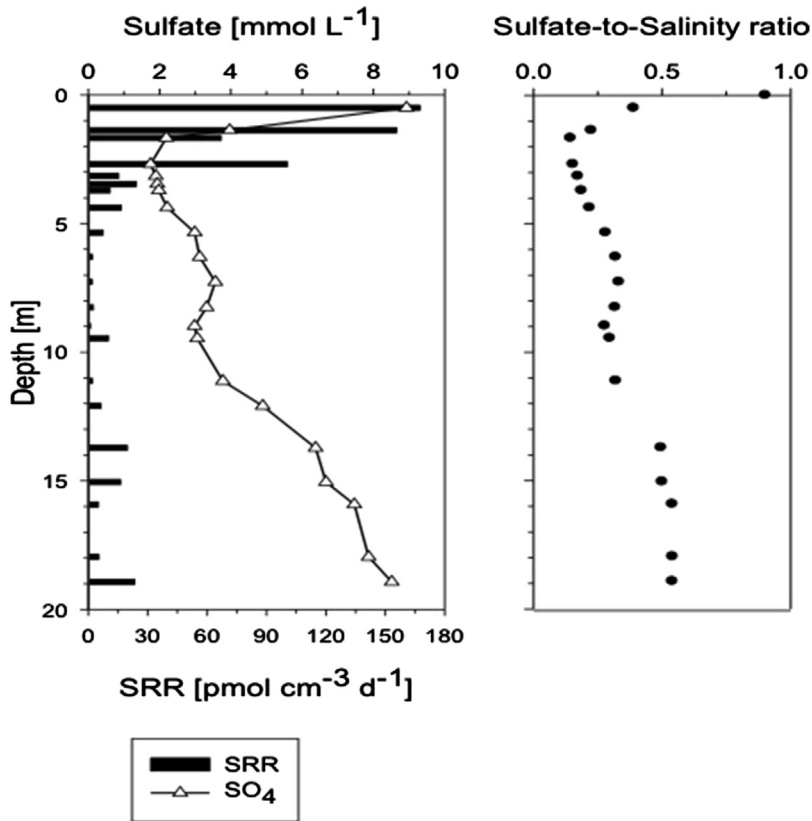 Sulfate [mmol L⁻¹]
0 2 4 6 8 10
Sulfate-to-Salinity ratio
0.0 0.5 1.0
Depth [m]
0
5
10
15
20
0 30 60 90 120 150 180
SRR [pmol cm⁻³ d⁻¹]
SRR
SO₄